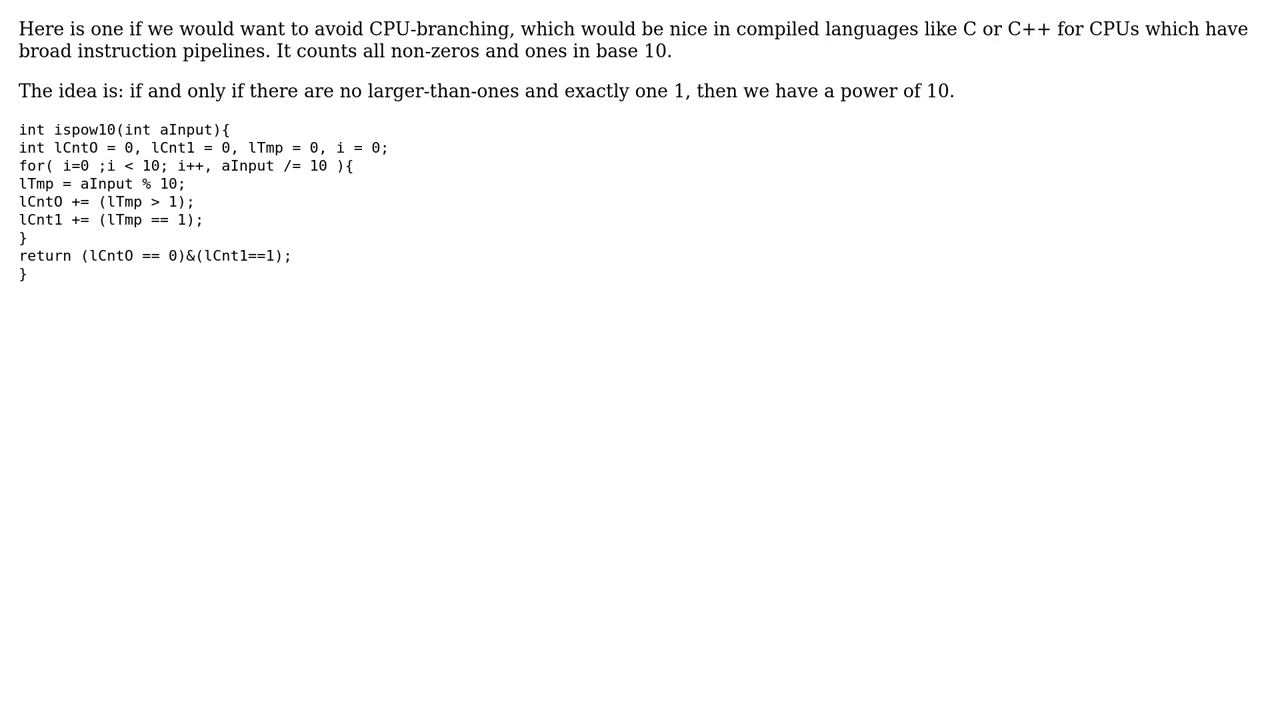 Here is one if we would want to avoid CPU-branching, which would be nice in compiled languages like C or C++ for CPUs which have
broad instruction pipelines. It counts all non-zeros and ones in base 10.
The idea is: if and only if there are no larger-than-ones and exactly one 1, then we have a power of 10.
int ispow10(int aInput){
int lCntO = 0, lCnt1 = 0, lTmp = 0, i = 0;
for( i=0 ;i < 10; i++, aInput /= 10 ){
lTmp = aInput % 10;
lCntO += (lTmp > 1);
lCnt1 += (lTmp == 1);
}
return (lCntO == 0)&(lCnt1==1);
}